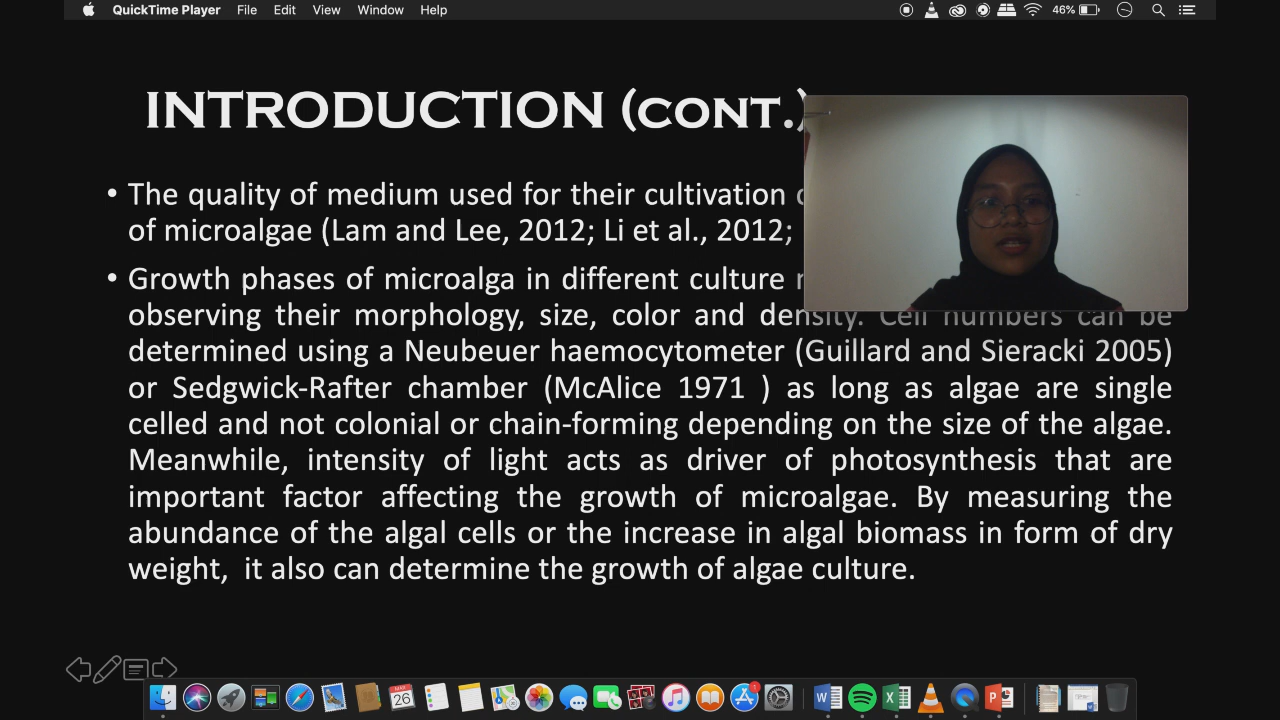 QuickTime Player File Edit View Window Help 46%
INTRODUCTION (CONT.)
• The quality of medium used for their cultivation
of microalgae (Lam and Lee, 2012; Li et al., 2012;
• Growth phases of microalga in different culture
observing their morphology, size, color and density. Cell numbers can be
determined using a Neubeuer haemocytometer (Guillard and Sieracki 2005)
or Sedgwick-Rafter chamber (McAlice 1971 ) as long as algae are single
celled and not colonial or chain-forming depending on the size of the algae.
Meanwhile, intensity of light acts as driver of photosynthesis that are
important factor affecting the growth of microalgae. By measuring the
abundance of the algal cells or the increase in algal biomass in form of dry
weight, it also can determine the growth of algae culture.
MAR
26